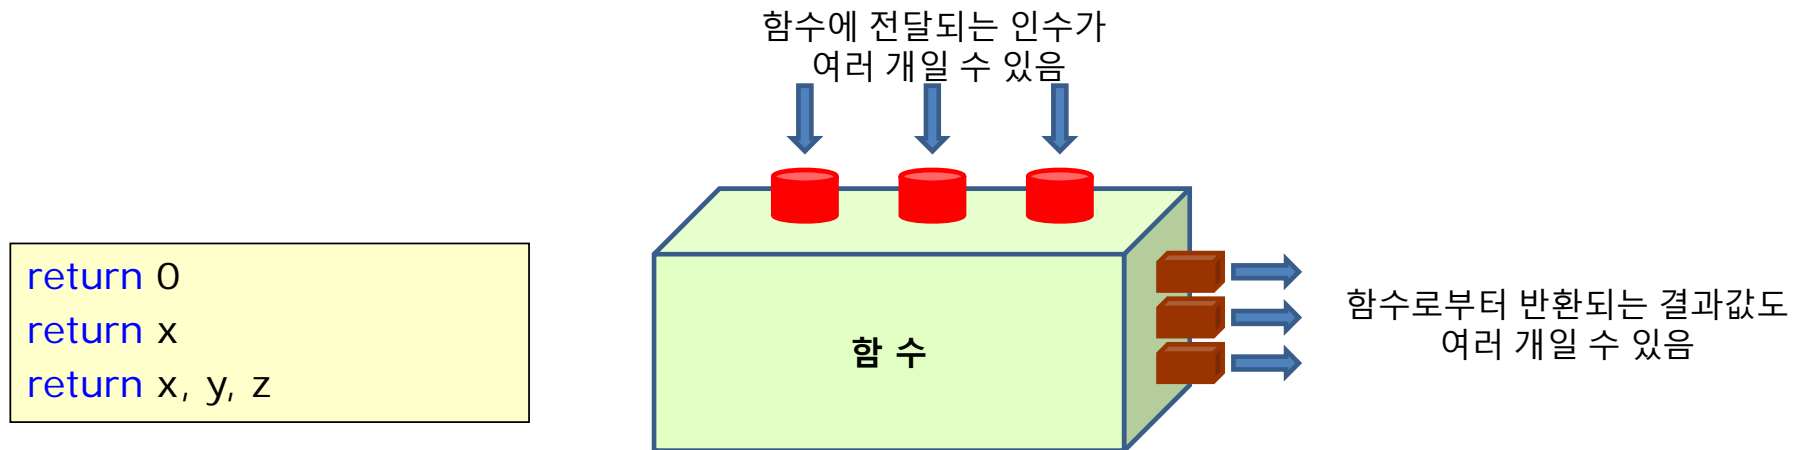 함수에 전달되는 인수가
여러 개일 수 있음
return 0
return x
return x, y, z
함 수
함수로부터 반환되는 결과값도
여러 개일 수 있음